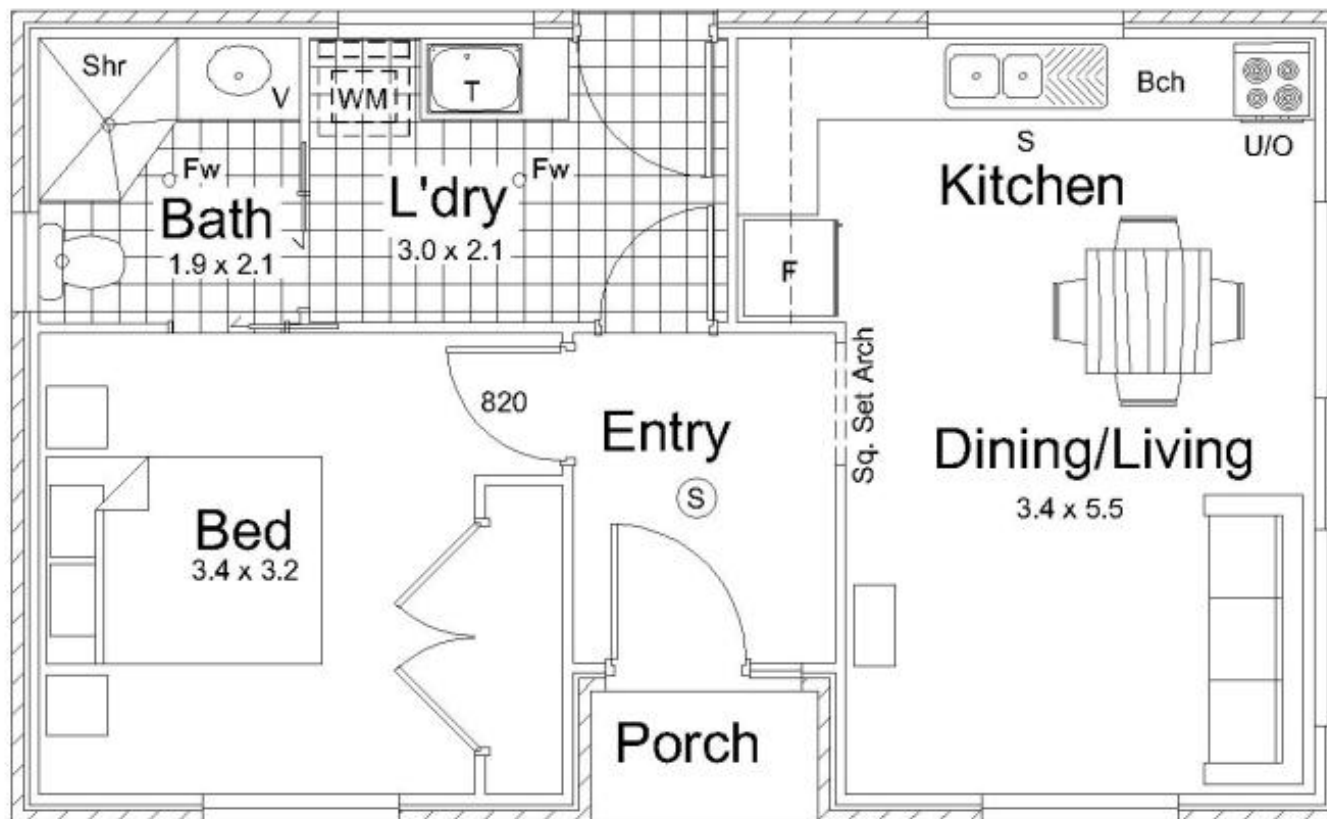 Shr
V
WM
T
Bch
S
U/O
Fw
Fw
Bath
1.9 x 2.1
L'dry
3.0 x 2.1
Kitchen
F
820
Entry
S
Sq. Set Arch
Dining/Living
3.4 x 5.5
Bed
3.4 x 3.2
Porch